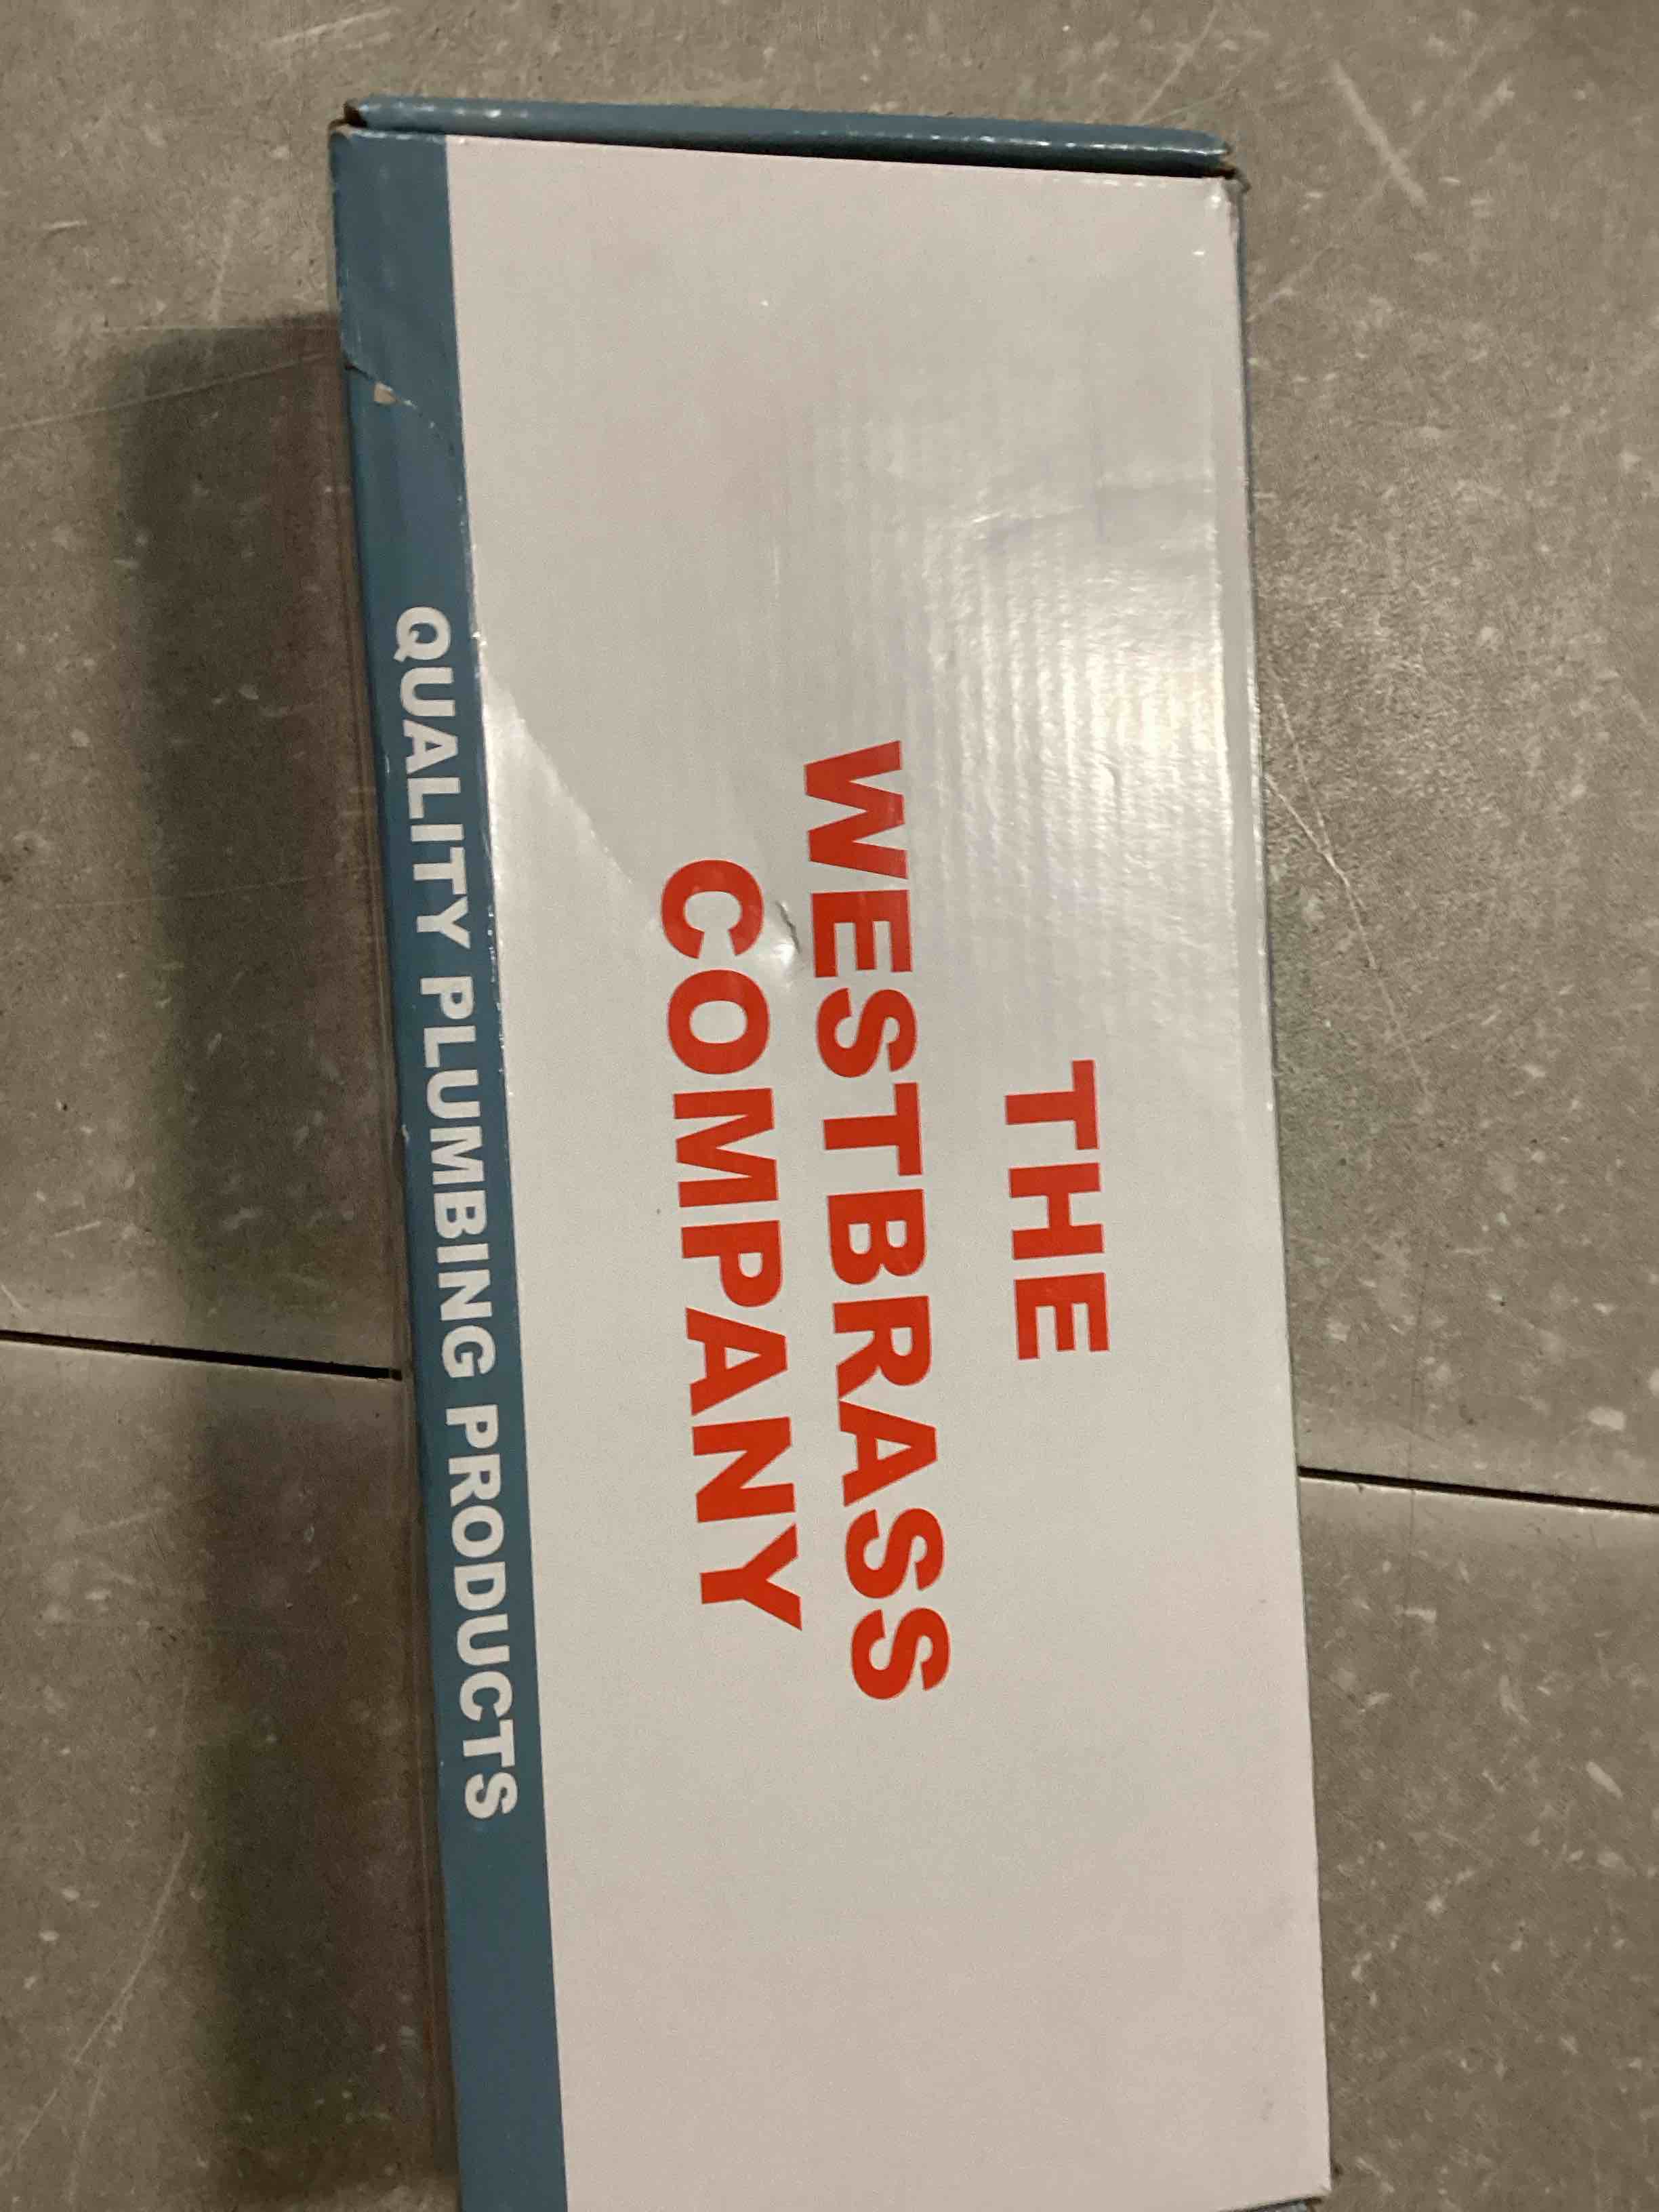 THE
WESTBRASS
COMPANY
QUALITY PLUMBING PRODUCTS